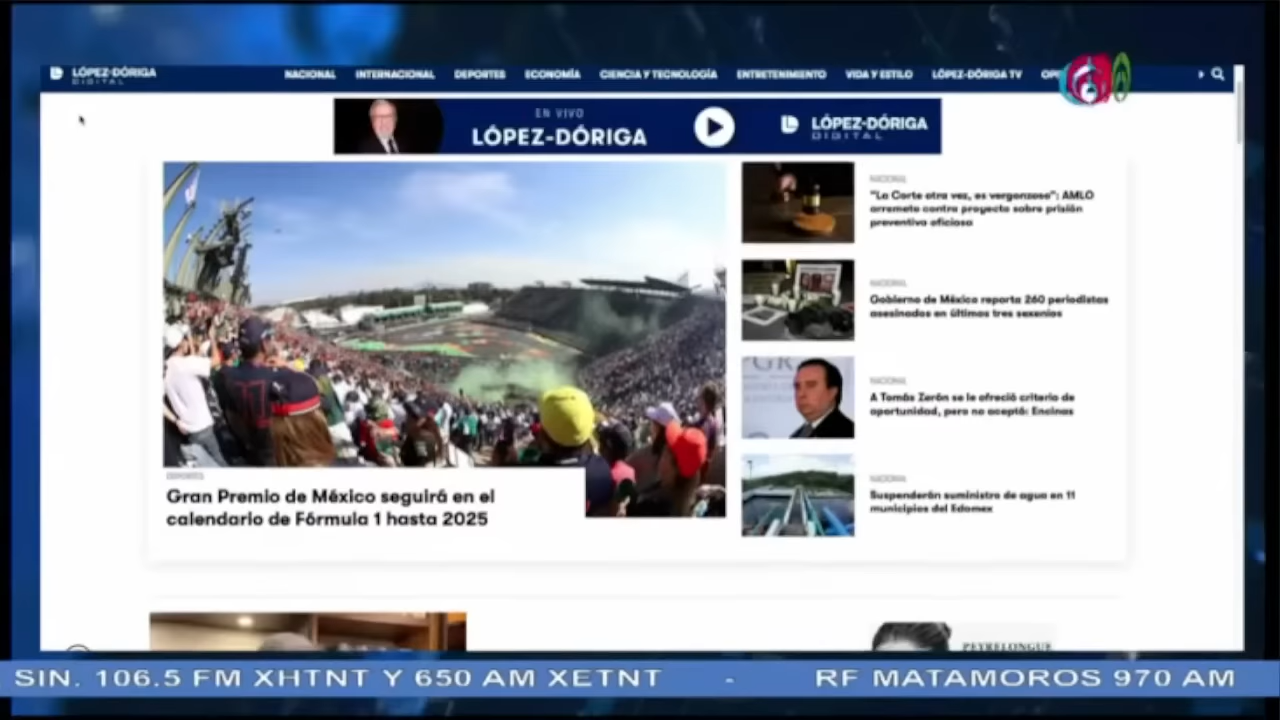 LÓPEZ-DÓRIGA
DIGITAL
NACIONAL
INTERNACIONAL
DEPORTES
ECONOMÍA
CIENCIA Y TECNOLOGÍA
ENTRETENIMIENTO
VIDA Y ESTILO
LÓPEZ-DÓRIGA TV
EN VIVO
LÓPEZ-DÓRIGA
LÓPEZ-DÓRIGA
DIGITAL
NACIONAL
"La Corte otra vez, es vergonzoso": AMLO
arremete contra proyecto sobre prisión
preventiva oficiosa
NACIONAL
Gobierno de México reporta 260 periodistas
asesinados en últimos tres sexenios
NACIONAL
A Tomás Zerón se le ofreció criterio de
oportunidad, pero no aceptó: Encinas
NACIONAL
Suspenderán suministro de agua en 11
municipios del Edomex
DEPORTES
Gran Premio de México seguirá en el
calendario de Fórmula 1 hasta 2025
PEYRELONGUE
SIN. 106.5 FM XHTNT Y 650 AM XETNT - RF MATAMOROS 970 AM